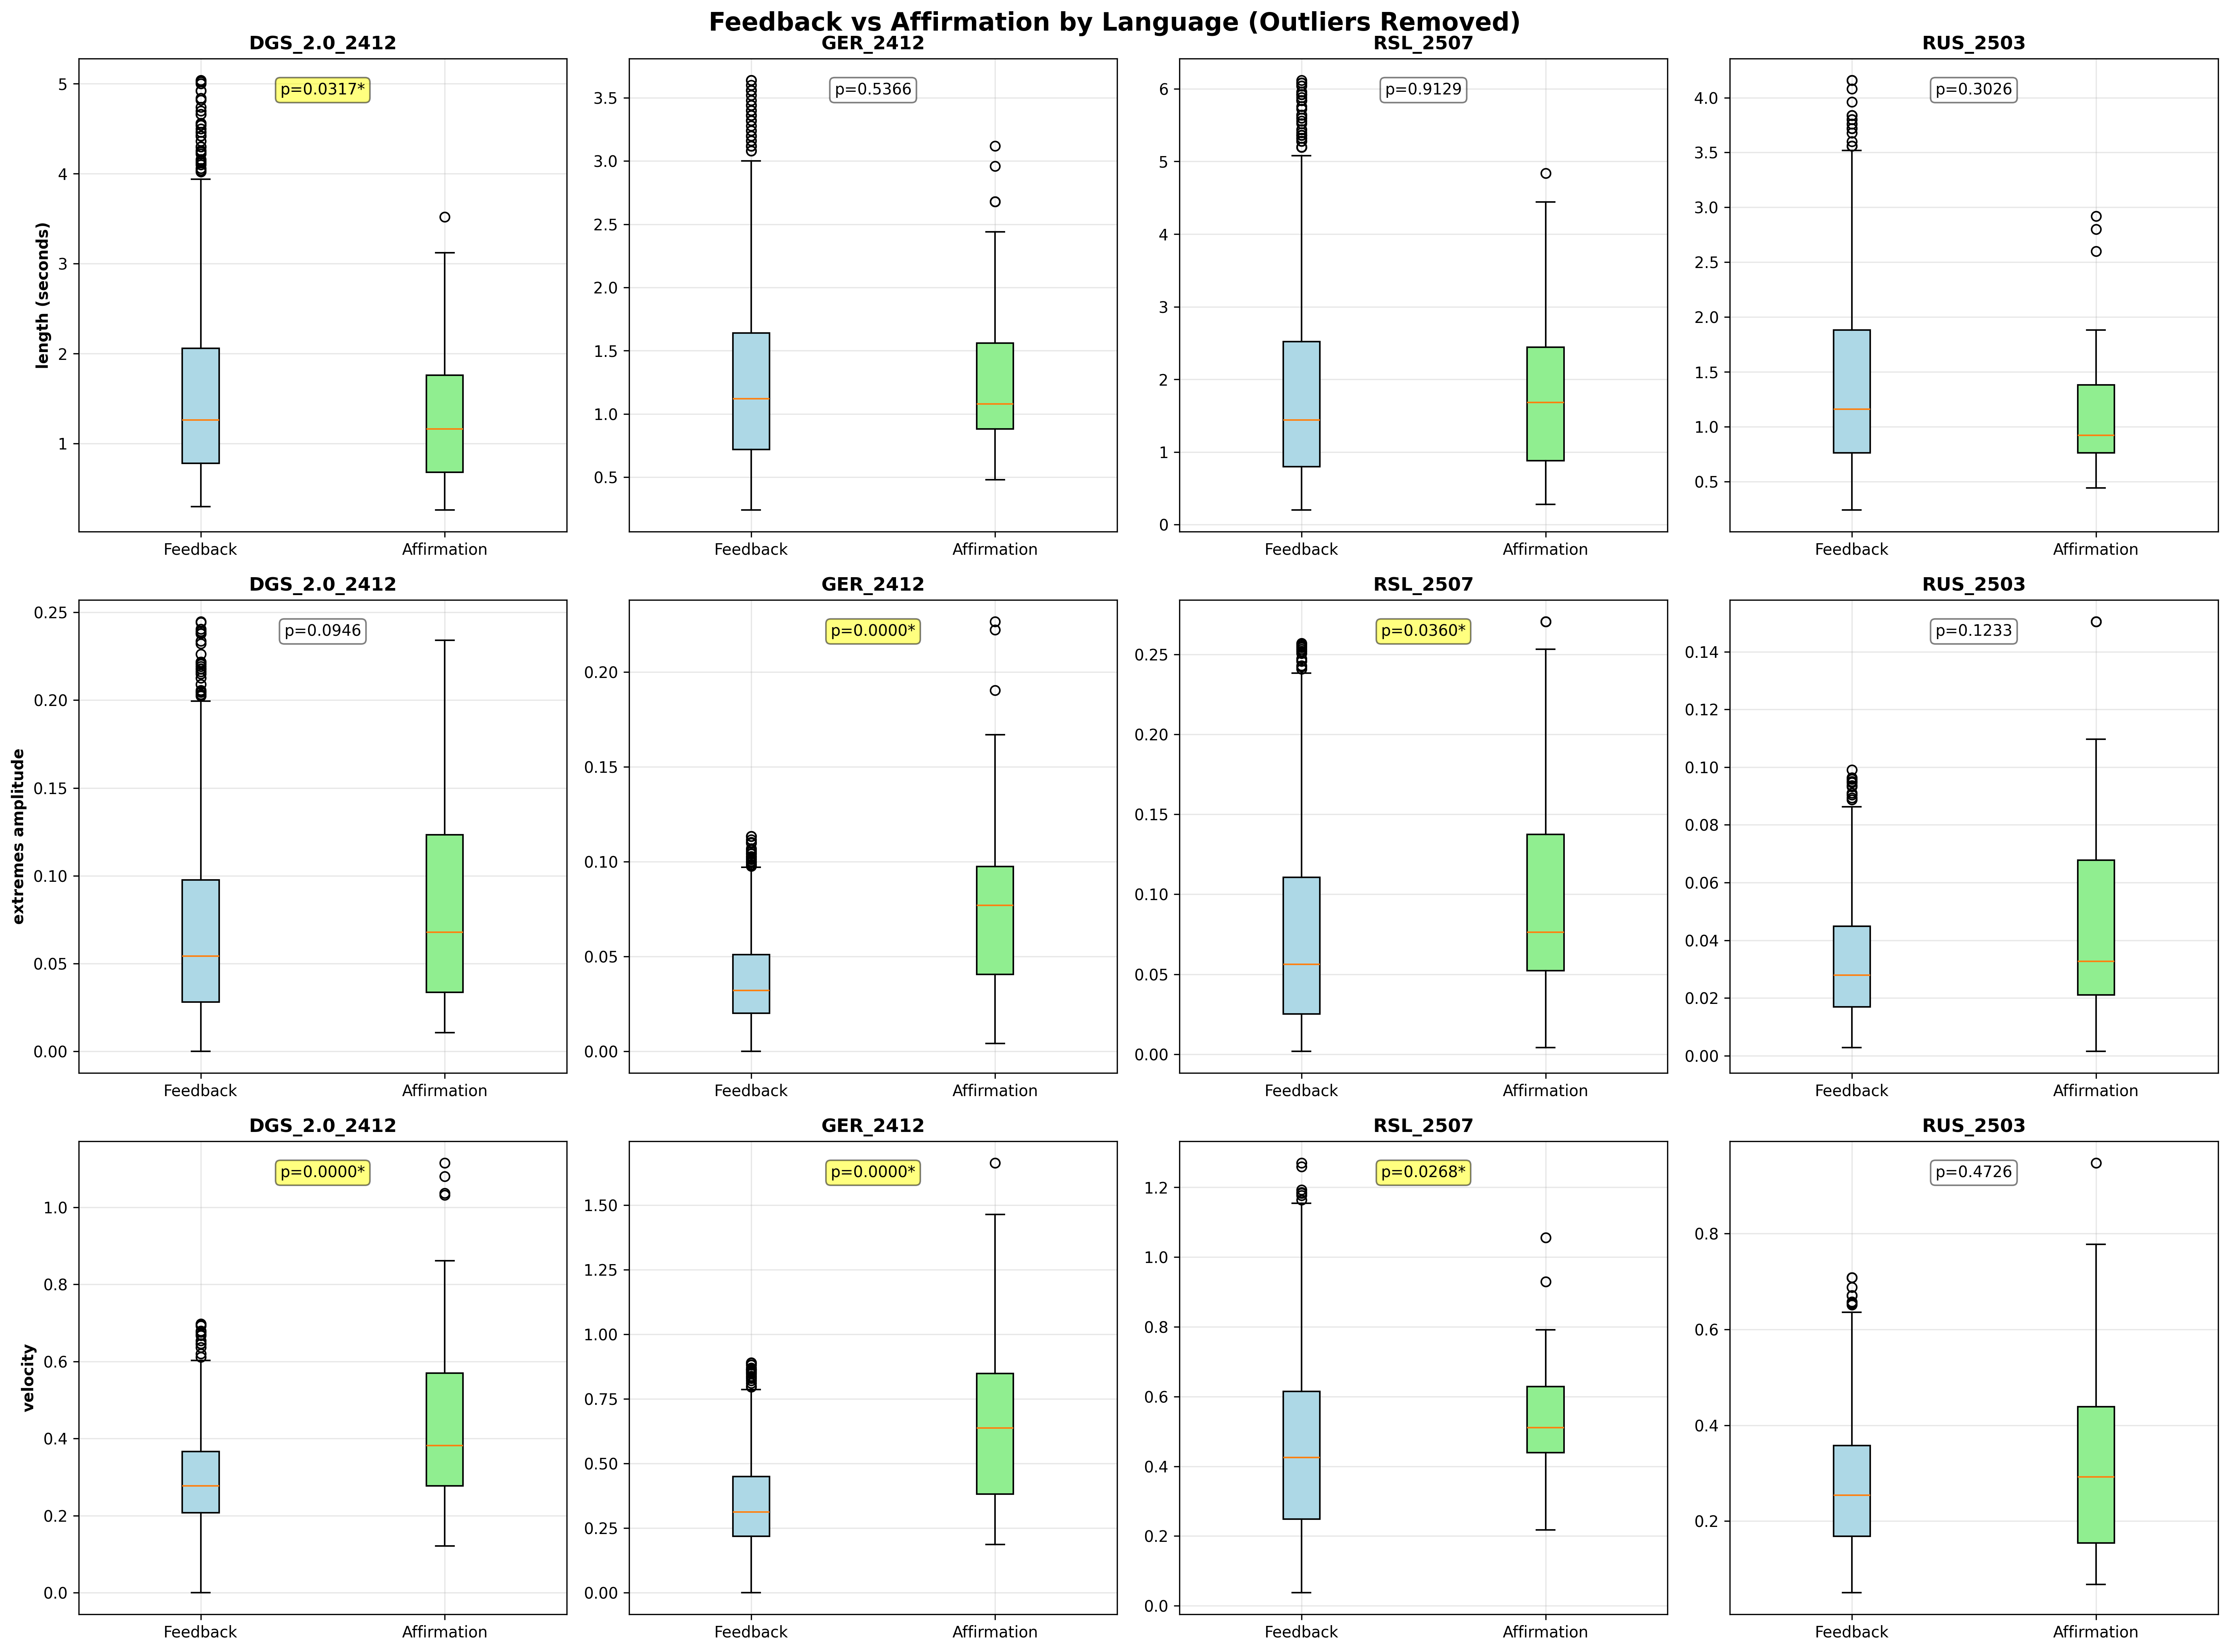 Feedback vs Affirmation by Language (Outliers Removed)
DGS_2.0_2412
p=0.0317*
length (seconds)
5
4
3
2
1
Feedback Affirmation
GER_2412
p=0.5366
3.5
3.0
2.5
2.0
1.5
1.0
0.5
Feedback Affirmation
RSL_2507
p=0.9129
6
5
4
3
2
1
0
Feedback Affirmation
RUS_2503
p=0.3026
4.0
3.5
3.0
2.5
2.0
1.5
1.0
0.5
Feedback Affirmation
DGS_2.0_2412
p=0.0946
extremes amplitude
0.25
0.20
0.15
0.10
0.05
0.00
Feedback Affirmation
GER_2412
p=0.0000*
0.20
0.15
0.10
0.05
0.00
Feedback Affirmation
RSL_2507
p=0.0360*
0.25
0.20
0.15
0.10
0.05
0.00
Feedback Affirmation
RUS_2503
p=0.1233
0.14
0.12
0.10
0.08
0.06
0.04
0.02
0.00
Feedback Affirmation
DGS_2.0_2412
p=0.0000*
velocity
1.0
0.8
0.6
0.4
0.2
0.0
Feedback Affirmation
GER_2412
p=0.0000*
1.50
1.25
1.00
0.75
0.50
0.25
0.00
Feedback Affirmation
RSL_2507
p=0.0268*
1.2
1.0
0.8
0.6
0.4
0.2
0.0
Feedback Affirmation
RUS_2503
p=0.4726
0.8
0.6
0.4
0.2
Feedback Affirmation